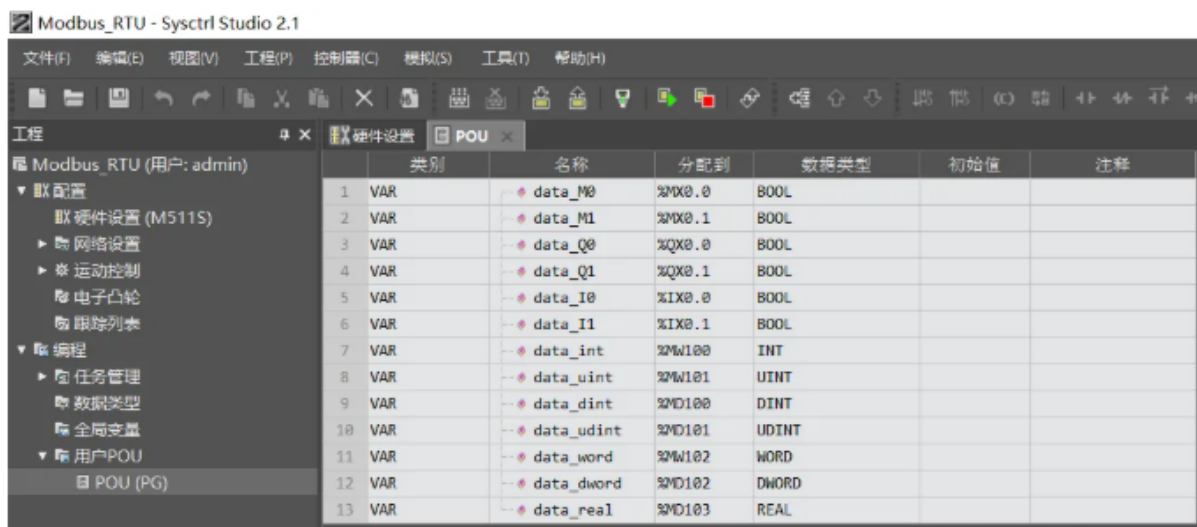 Modbus_RTU - Sysctrl Studio 2.1
文件(F) 编辑(E) 视图(V) 工程(P) 控制器(C) 模拟(S) 工具(T) 帮助(H)
工程
硬件设置 POU
Modbus_RTU (用户: admin)
配置
硬件设置 (M511S)
网络设置
运动控制
电子凸轮
跟踪列表
编程
任务管理
数据类型
全局变量
用户POU
POU (PG)
类别 名称 分配到 数据类型 初始值 注释
1 VAR data_M0 %MX0.0 BOOL
2 VAR data_M1 %MX0.1 BOOL
3 VAR data_Q0 %QX0.0 BOOL
4 VAR data_Q1 %QX0.1 BOOL
5 VAR data_I0 %IX0.0 BOOL
6 VAR data_I1 %IX0.1 BOOL
7 VAR data_int %MW100 INT
8 VAR data_uint %MW101 UINT
9 VAR data_dint %MD100 DINT
10 VAR data_udint %MD101 UDINT
11 VAR data_word %MW102 WORD
12 VAR data_dword %MD102 DWORD
13 VAR data_real %MD103 REAL